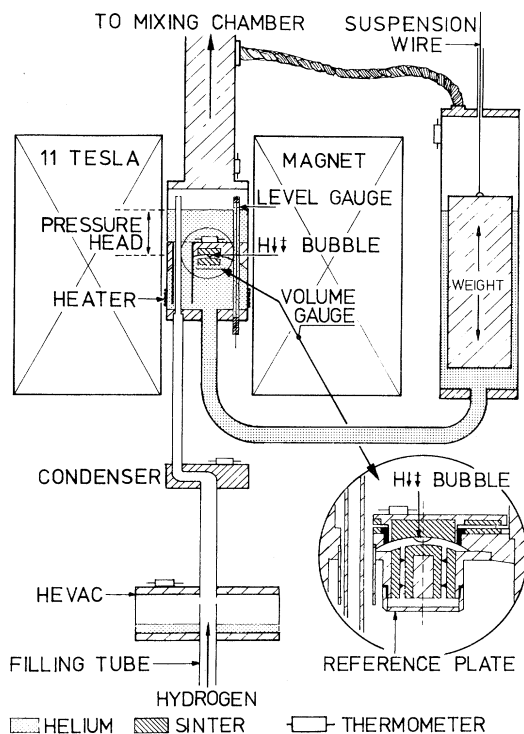 TO MIXING CHAMBER
SUSPENSION
WIRE
11 TESLA
MAGNET
LEVEL GAUGE
PRESSURE
HEAD
H↓‡ BUBBLE
HEATER
VOLUME
GAUGE
WEIGHT
CONDENSER
H↓‡ BUBBLE
HEVAC
FILLING TUBE
REFERENCE PLATE
HYDROGEN
HELIUM SINTER THERMOMETER